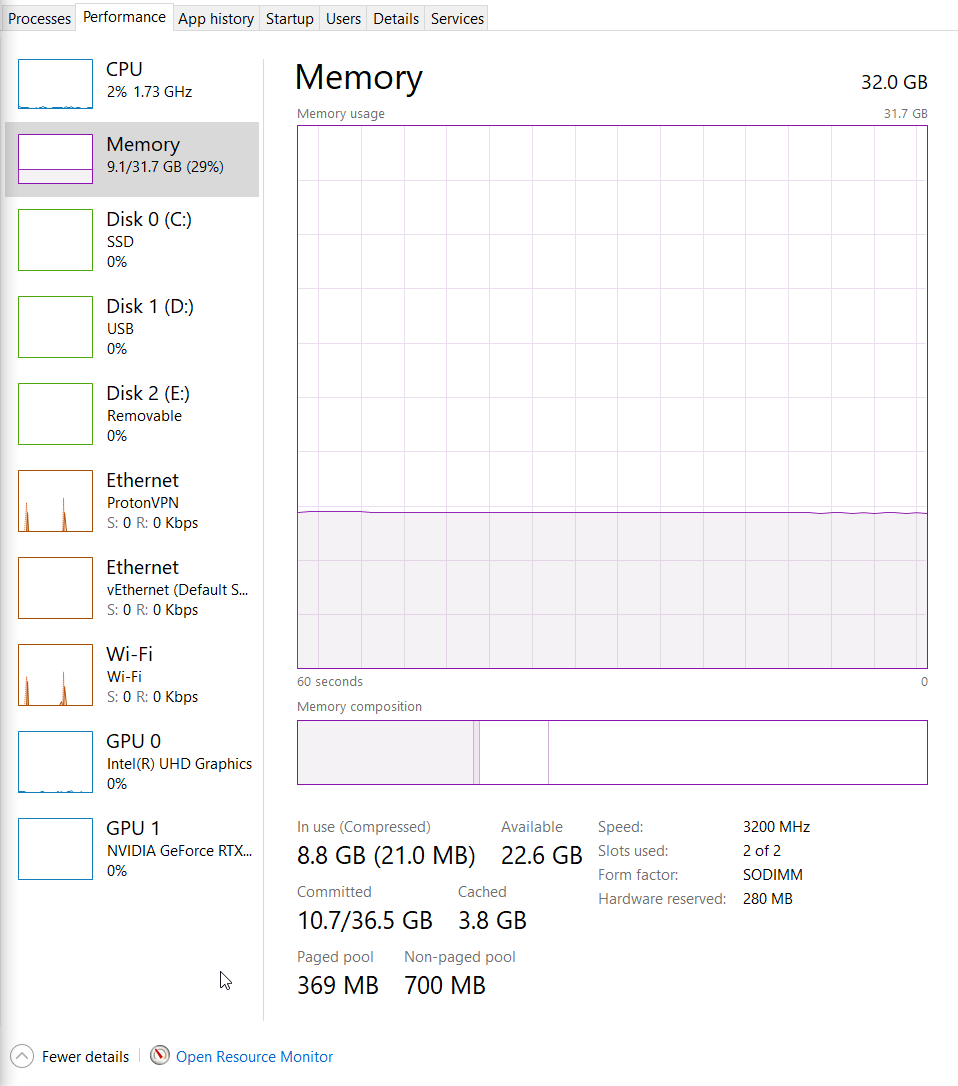 Processes Performance App history Startup Users Details Services
CPU
2% 1.73 GHz
Memory
9.1/31.7 GB (29%)
Disk 0 (C:)
SSD
0%
Disk 1 (D:)
USB
0%
Disk 2 (E:)
Removable
0%
Ethernet
ProtonVPN
S: 0 R: 0 Kbps
Ethernet
vEthernet (Default S...
S: 0 R: 0 Kbps
Wi-Fi
Wi-Fi
S: 0 R: 0 Kbps
GPU 0
Intel(R) UHD Graphics
0%
GPU 1
NVIDIA GeForce RTX...
0%
Memory 32.0 GB
Memory usage 31.7 GB
60 seconds 0
Memory composition
In use (Compressed) Available
8.8 GB (21.0 MB) 22.6 GB
Committed Cached
10.7/36.5 GB 3.8 GB
Paged pool Non-paged pool
369 MB 700 MB
Speed: 3200 MHz
Slots used: 2 of 2
Form factor: SODIMM
Hardware reserved: 280 MB
Fewer details Open Resource Monitor